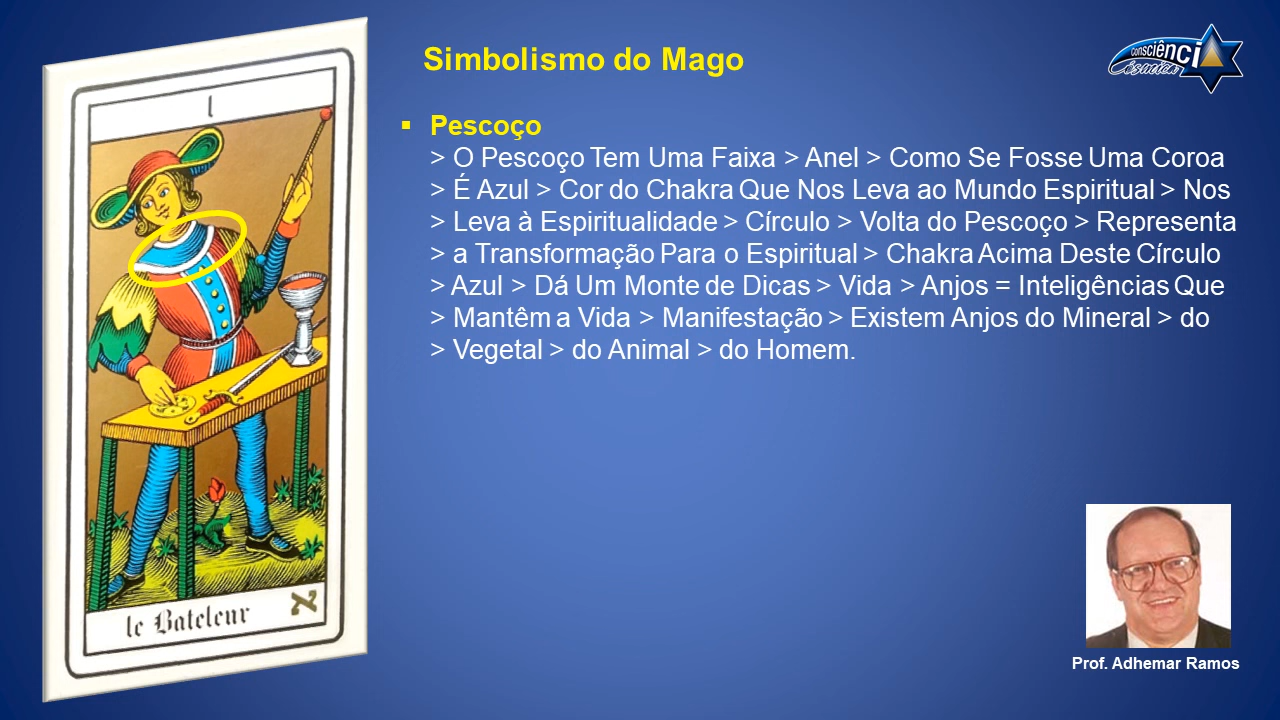 Simbolismo do Mago
consciênci
Cósmica
▪ Pescoço
> O Pescoço Tem Uma Faixa > Anel > Como Se Fosse Uma Coroa
> É Azul > Cor do Chakra Que Nos Leva ao Mundo Espiritual > Nos
> Leva à Espiritualidade > Círculo > Volta do Pescoço > Representa
> a Transformação Para o Espiritual > Chakra Acima Deste Círculo
> Azul > Dá Um Monte de Dicas > Vida > Anjos = Inteligências Que
> Mantêm a Vida > Manifestação > Existem Anjos do Mineral > do
> Vegetal > do Animal > do Homem.
I
le Bateleur א
Prof. Adhemar Ramos